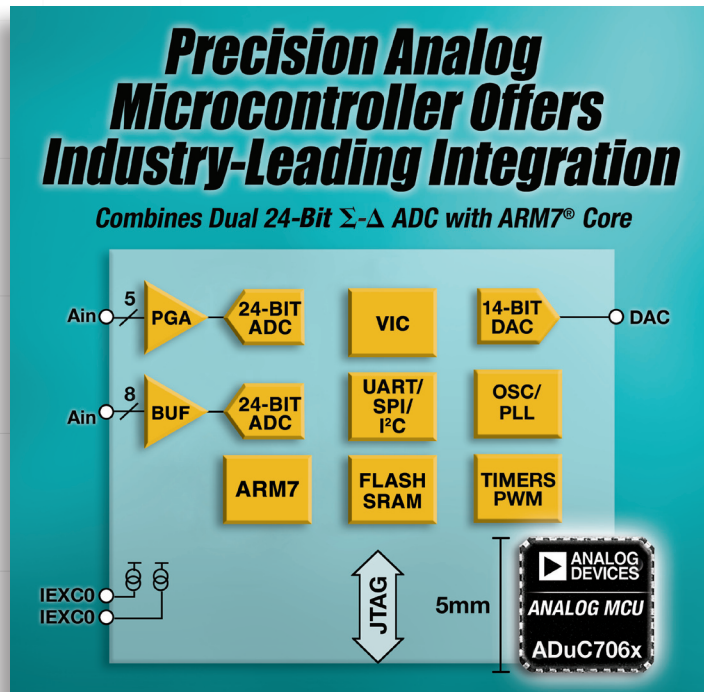 Precision Analog
Microcontroller Offers
Industry-Leading Integration
Combines Dual 24-Bit Σ-Δ ADC with ARM7® Core
Ain
5
PGA
24-BIT
ADC
VIC
14-BIT
DAC
DAC
Ain
8
BUF
24-BIT
ADC
UART/
SPI/
I²C
OSC/
PLL
ARM7
FLASH
SRAM
TIMERS
PWM
IEXC0
IEXC0
JTAG
5mm
ANALOG
DEVICES
ANALOG MCU
ADuC706x